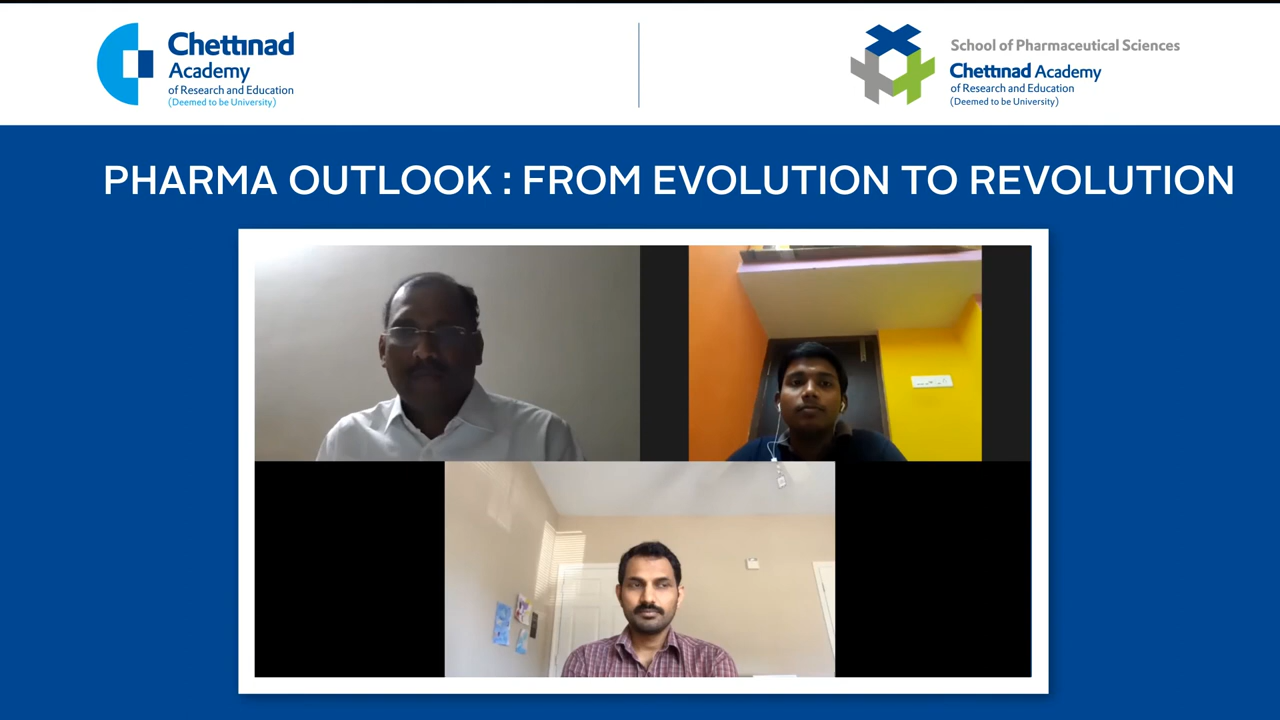 Chettinad
Academy
of Research and Education
(Deemed to be University)
School of Pharmaceutical Sciences
Chettinad Academy
of Research and Education
(Deemed to be University)
PHARMA OUTLOOK : FROM EVOLUTION TO REVOLUTION